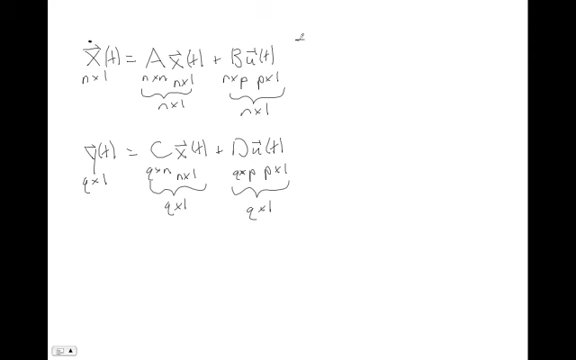 ẋ⃗(t) = A x⃗(t) + B u⃗(t)
n×1 n×n n×1 n×p p×1
n×1 n×1
y⃗(t) = C x⃗(t) + D u⃗(t)
q×1 q×n n×1 q×p p×1
q×1 q×1